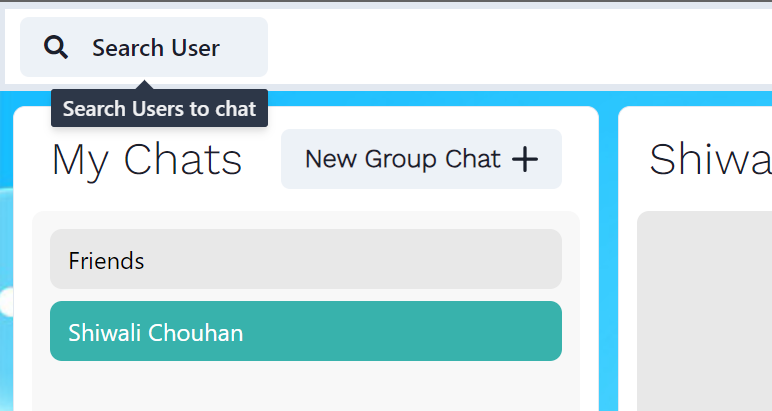 Search User
Search Users to chat
My Chats
New Group Chat
Shiwa
Friends
Shiwali Chouhan